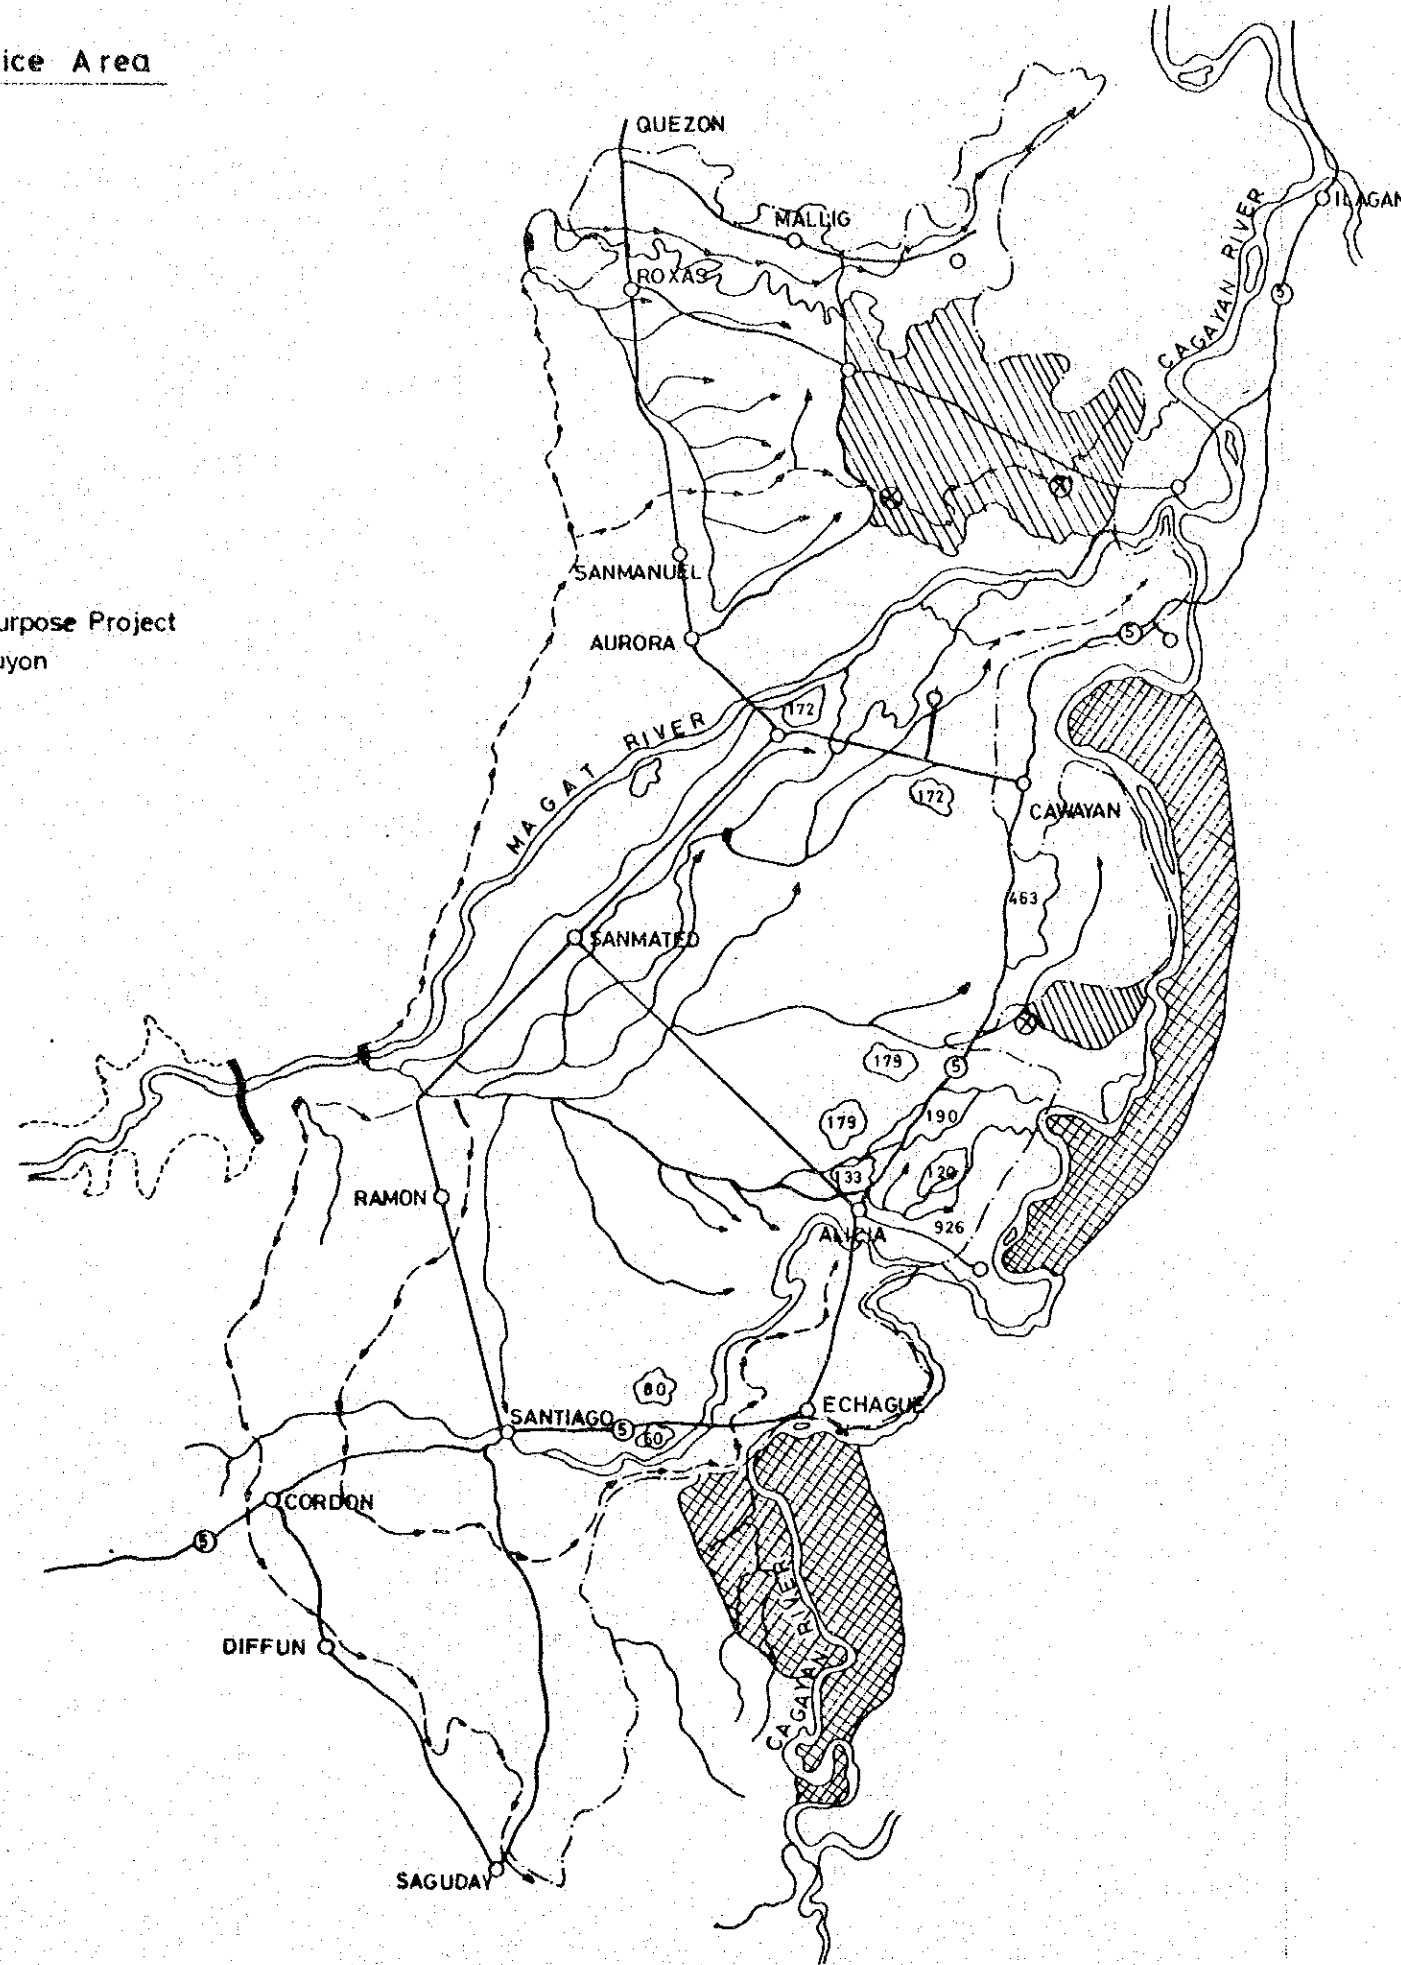 ice Area
QUEZON
MALLIG
ILAGAN
ROXAS
CAGAYAN RIVER
5
SANMANUEL
urpose Project
uyon
AURORA
5
172
MAGAT RIVER
172
CAWAYAN
463
SANMATEO
179
5
179
190
133
120
RAMON
926
ALICIA
80
ECHAGUE
SANTIAGO
5
60
CORDON
5
CAGAYAN RIVER
DIFFUN
SAGUDAY